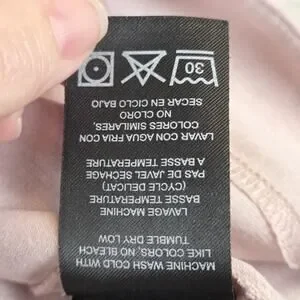 MACHINE WASH COLD WITH
LIKE COLORS, NO BLEACH
TUMBLE DRY LOW
LAVAGE MACHINE
BASSE TEMPERATURE
(CYCLE DELICAT)
PAS DE JAVEL SECHAGE
A BASSE TEMPERATURE
LAVAR CON AGUA FRIA CON
COLORES SIMILARES,
NO CLORO
SECAR EN CICLO BAJO
30